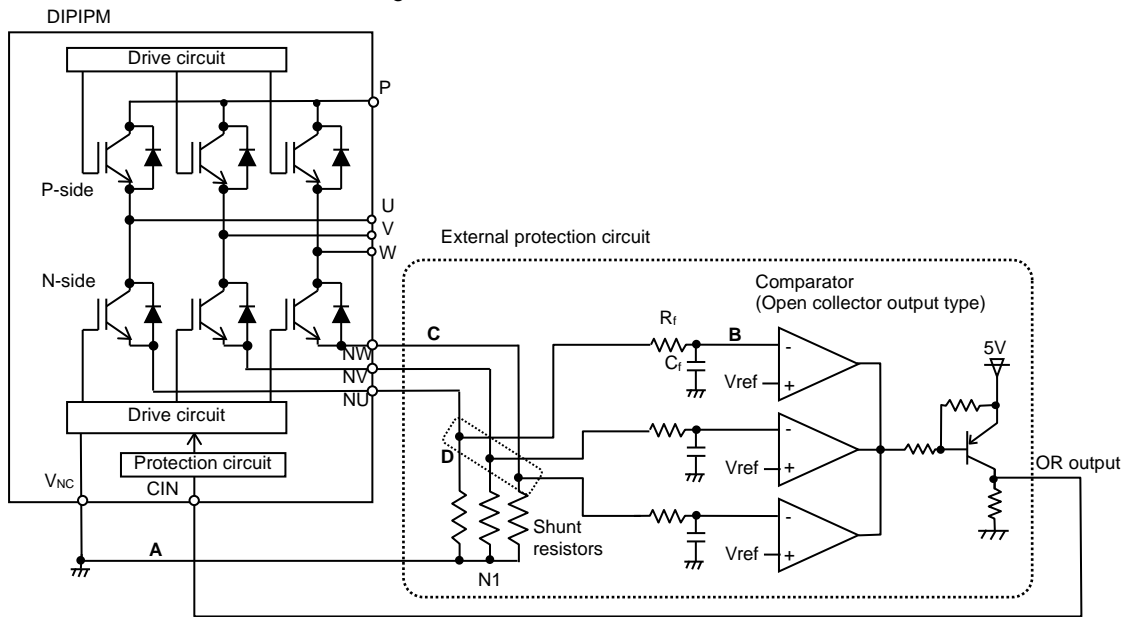 DIPIPM
Drive circuit
P
P-side
U
V
W
External protection circuit
N-side
Comparator
(Open collector output type)
C
Rf
B
5V
-
NW
Cf
Vref
+
NV
NU
Drive circuit
-
D
OR output
Protection circuit
Vref
+
VNC
CIN
-
Shunt
resistors
A
Vref
+
N1